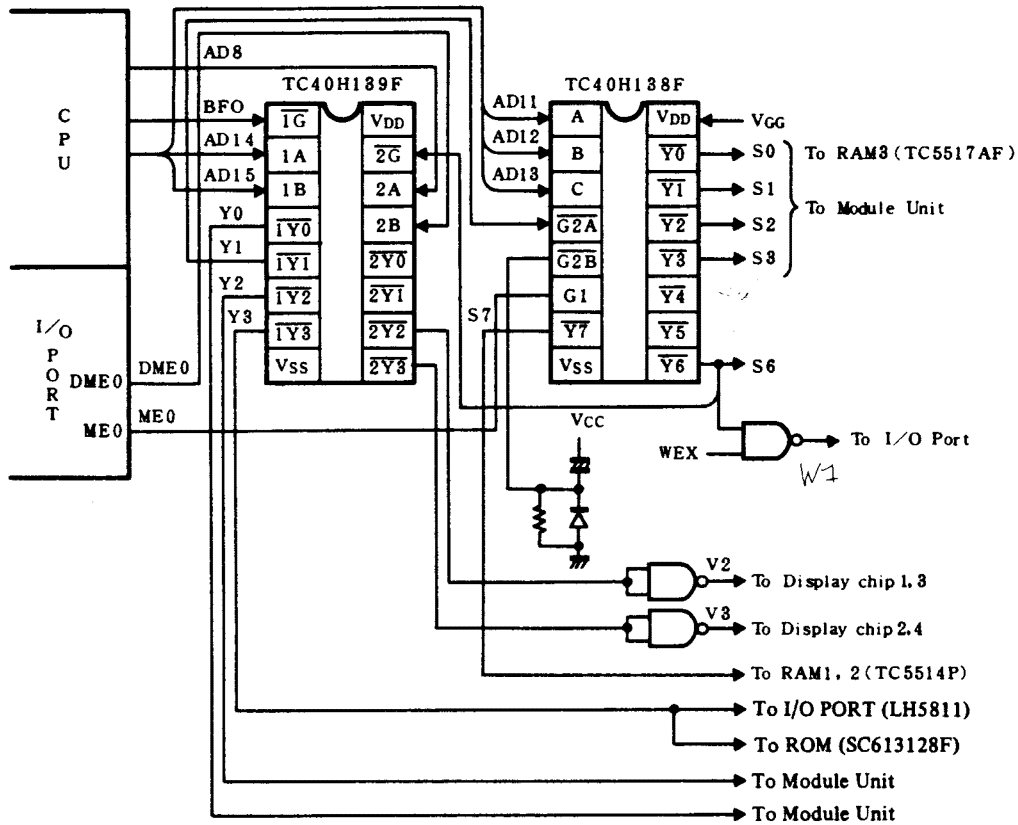 CPU
I/O PORT
DME0
ME0
AD8
BFO
AD14
AD15
Y0
Y1
Y2
Y3
DME0
ME0
TC40H139F
1G
1A
1B
1Y0
1Y1
1Y2
1Y3
VSS
VDD
2G
2A
2B
2Y0
2Y1
2Y2
2Y3
AD11
AD12
AD13
S7
TC40H138F
A
B
C
G2A
G2B
G1
Y7
VSS
VDD
Y0
Y1
Y2
Y3
Y4
Y5
Y6
VGG
S0
S1
S2
S3
S6
To RAM3 (TC5517AF)
To Module Unit
VCC
WEX
To I/O Port
W1
V2
To Display chip 1.3
V3
To Display chip 2.4
To RAM1, 2 (TC5514P)
To I/O PORT (LH5811)
To ROM (SC613128F)
To Module Unit
To Module Unit